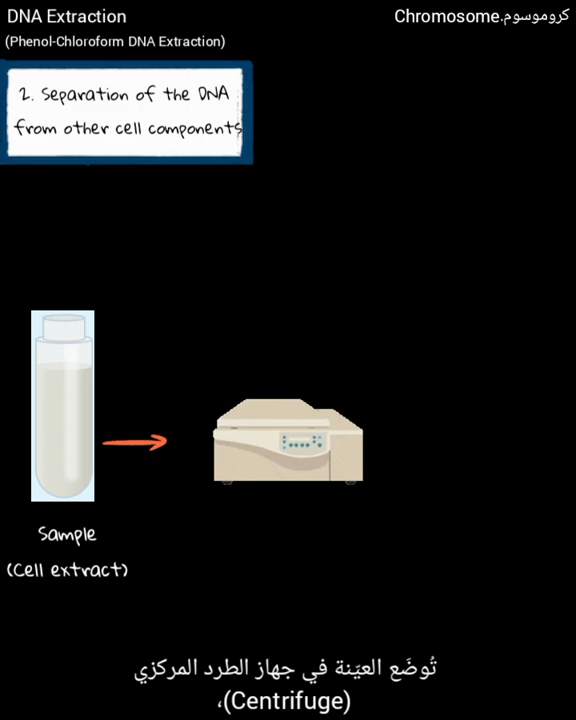 DNA Extraction
Chromosome.كروموسوم
(Phenol-Chloroform DNA Extraction)
2. Separation of the DNA
from other cell components
Sample
(Cell extract)
تُوضَع العيّنة في جهاز الطرد المركزي
(Centrifuge)،